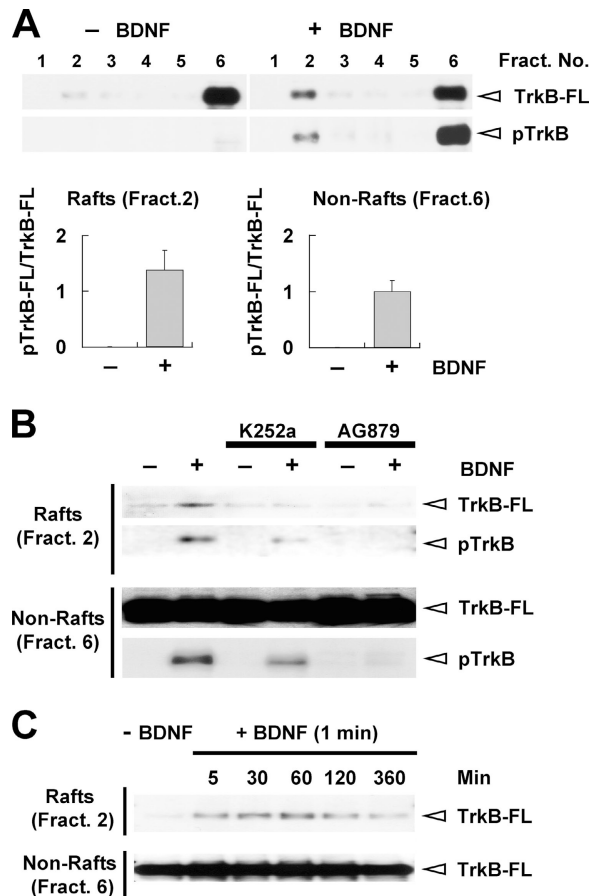 A
– BDNF + BDNF
1 2 3 4 5 6 1 2 3 4 5 6 Fract. No.
TrkB-FL
pTrkB
Rafts (Fract.2) Non-Rafts (Fract.6)
pTrkB-FL/TrkB-FL
2
1
0
– +
pTrkB-FL/TrkB-FL
2
1
0
– + BDNF
B
K252a AG879
– + – + – + BDNF
Rafts
(Fract. 2)
TrkB-FL
pTrkB
Non-Rafts
(Fract. 6)
TrkB-FL
pTrkB
C
- BDNF + BDNF (1 min)
5 30 60 120 360 Min
Rafts
(Fract. 2)
TrkB-FL
Non-Rafts
(Fract. 6)
TrkB-FL